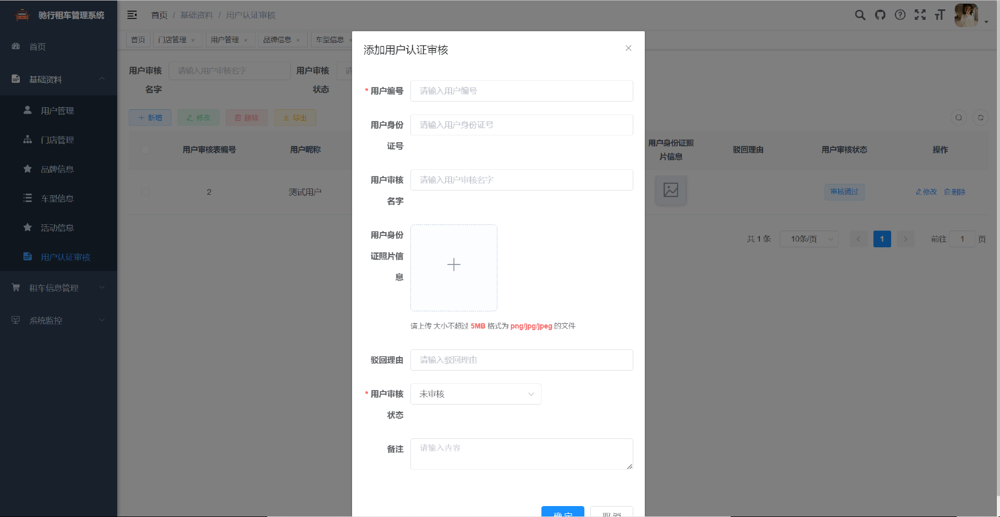 驰行租车管理系统
首页 / 基础资料 / 用户认证审核
首页
门店管理 ×
用户管理 ×
品牌信息 ×
车型信息 ×
首页
基础资料
用户管理
门店管理
品牌信息
车型信息
活动信息
用户认证审核
租车信息管理
系统监控
用户审核名字
请输入用户审核名字
用户审核状态
请
+ 新增
修改
删除
导出
用户审核表编号
用户昵称
用户身份证照片信息
驳回理由
用户审核状态
操作
2
测试用户
审核通过
修改
删除
共 1 条
10条/页
1
前往 1 页
添加用户认证审核
* 用户编号
请输入用户编号
用户身份证号
请输入用户身份证号
用户审核名字
请输入用户审核名字
用户身份证照片信息
请上传 大小不超过 5MB 格式为 png/jpg/jpeg 的文件
驳回理由
请输入驳回理由
* 用户审核状态
未审核
备注
请输入内容
确 定
取 消